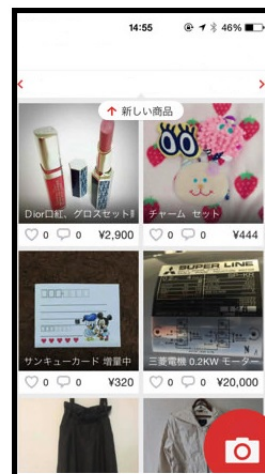 14:55 46%
新しい商品
Dior口紅、グロスセット
チャーム セット
0 0 ¥2,900
0 0 ¥444
SUPER LINE
サンキューカード 増量中
三菱電機 0.2KW モーター
0 0 ¥320
0 0 ¥20,000